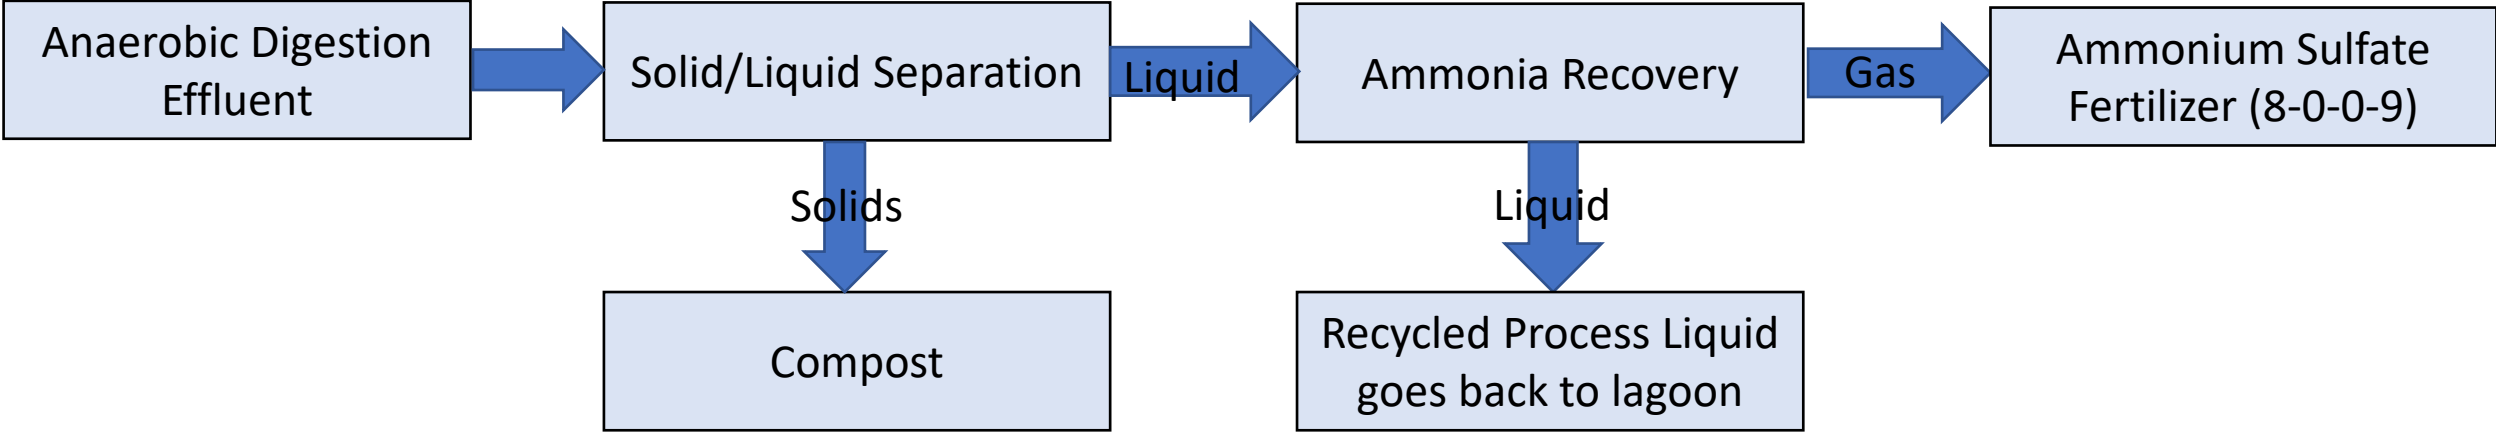 Anaerobic Digestion
Effluent
Solid/Liquid Separation
Liquid
Ammonia Recovery
Gas
Ammonium Sulfate
Fertilizer (8-0-0-9)
Solids
Liquid
Compost
Recycled Process Liquid
goes back to lagoon